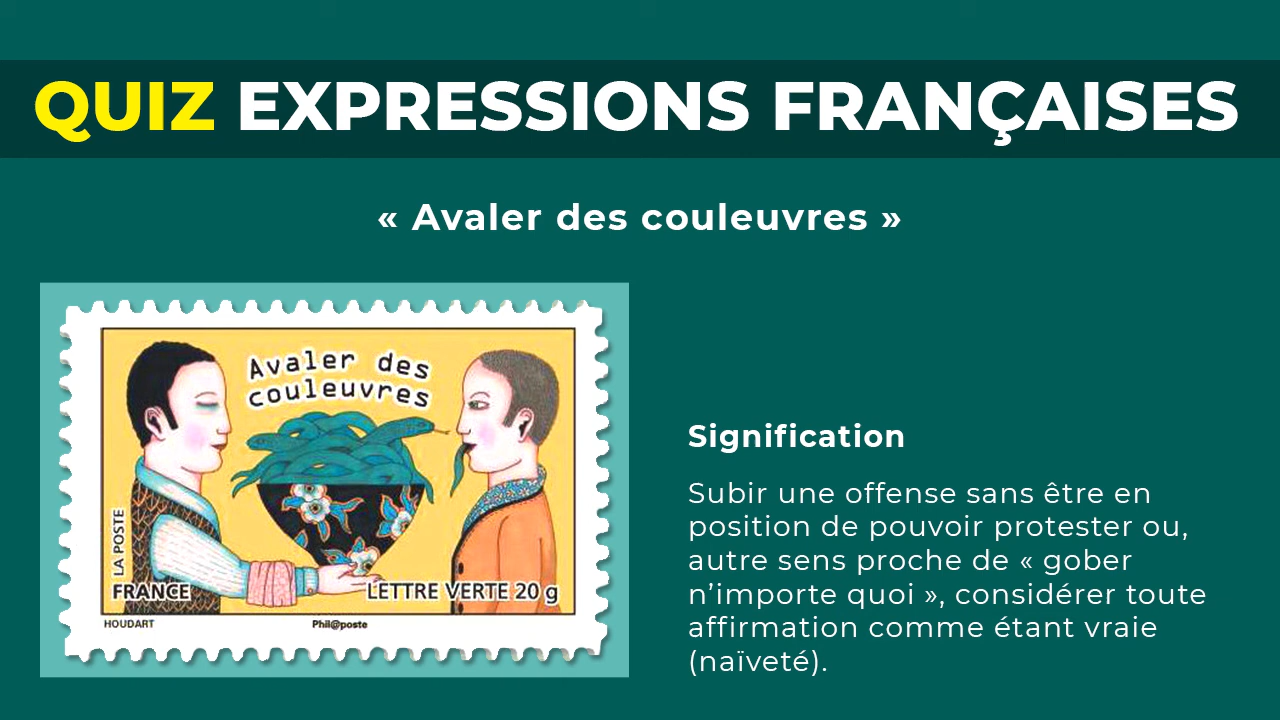 QUIZ EXPRESSIONS FRANÇAISES
« Avaler des couleuvres »
Avaler des
couleuvres
LA POSTE
FRANCE
LETTRE VERTE 20 g
HOUDART
Phil@poste
Signification
Subir une offense sans être en
position de pouvoir protester ou,
autre sens proche de « gober
n’importe quoi », considérer toute
affirmation comme étant vraie
(naïveté).